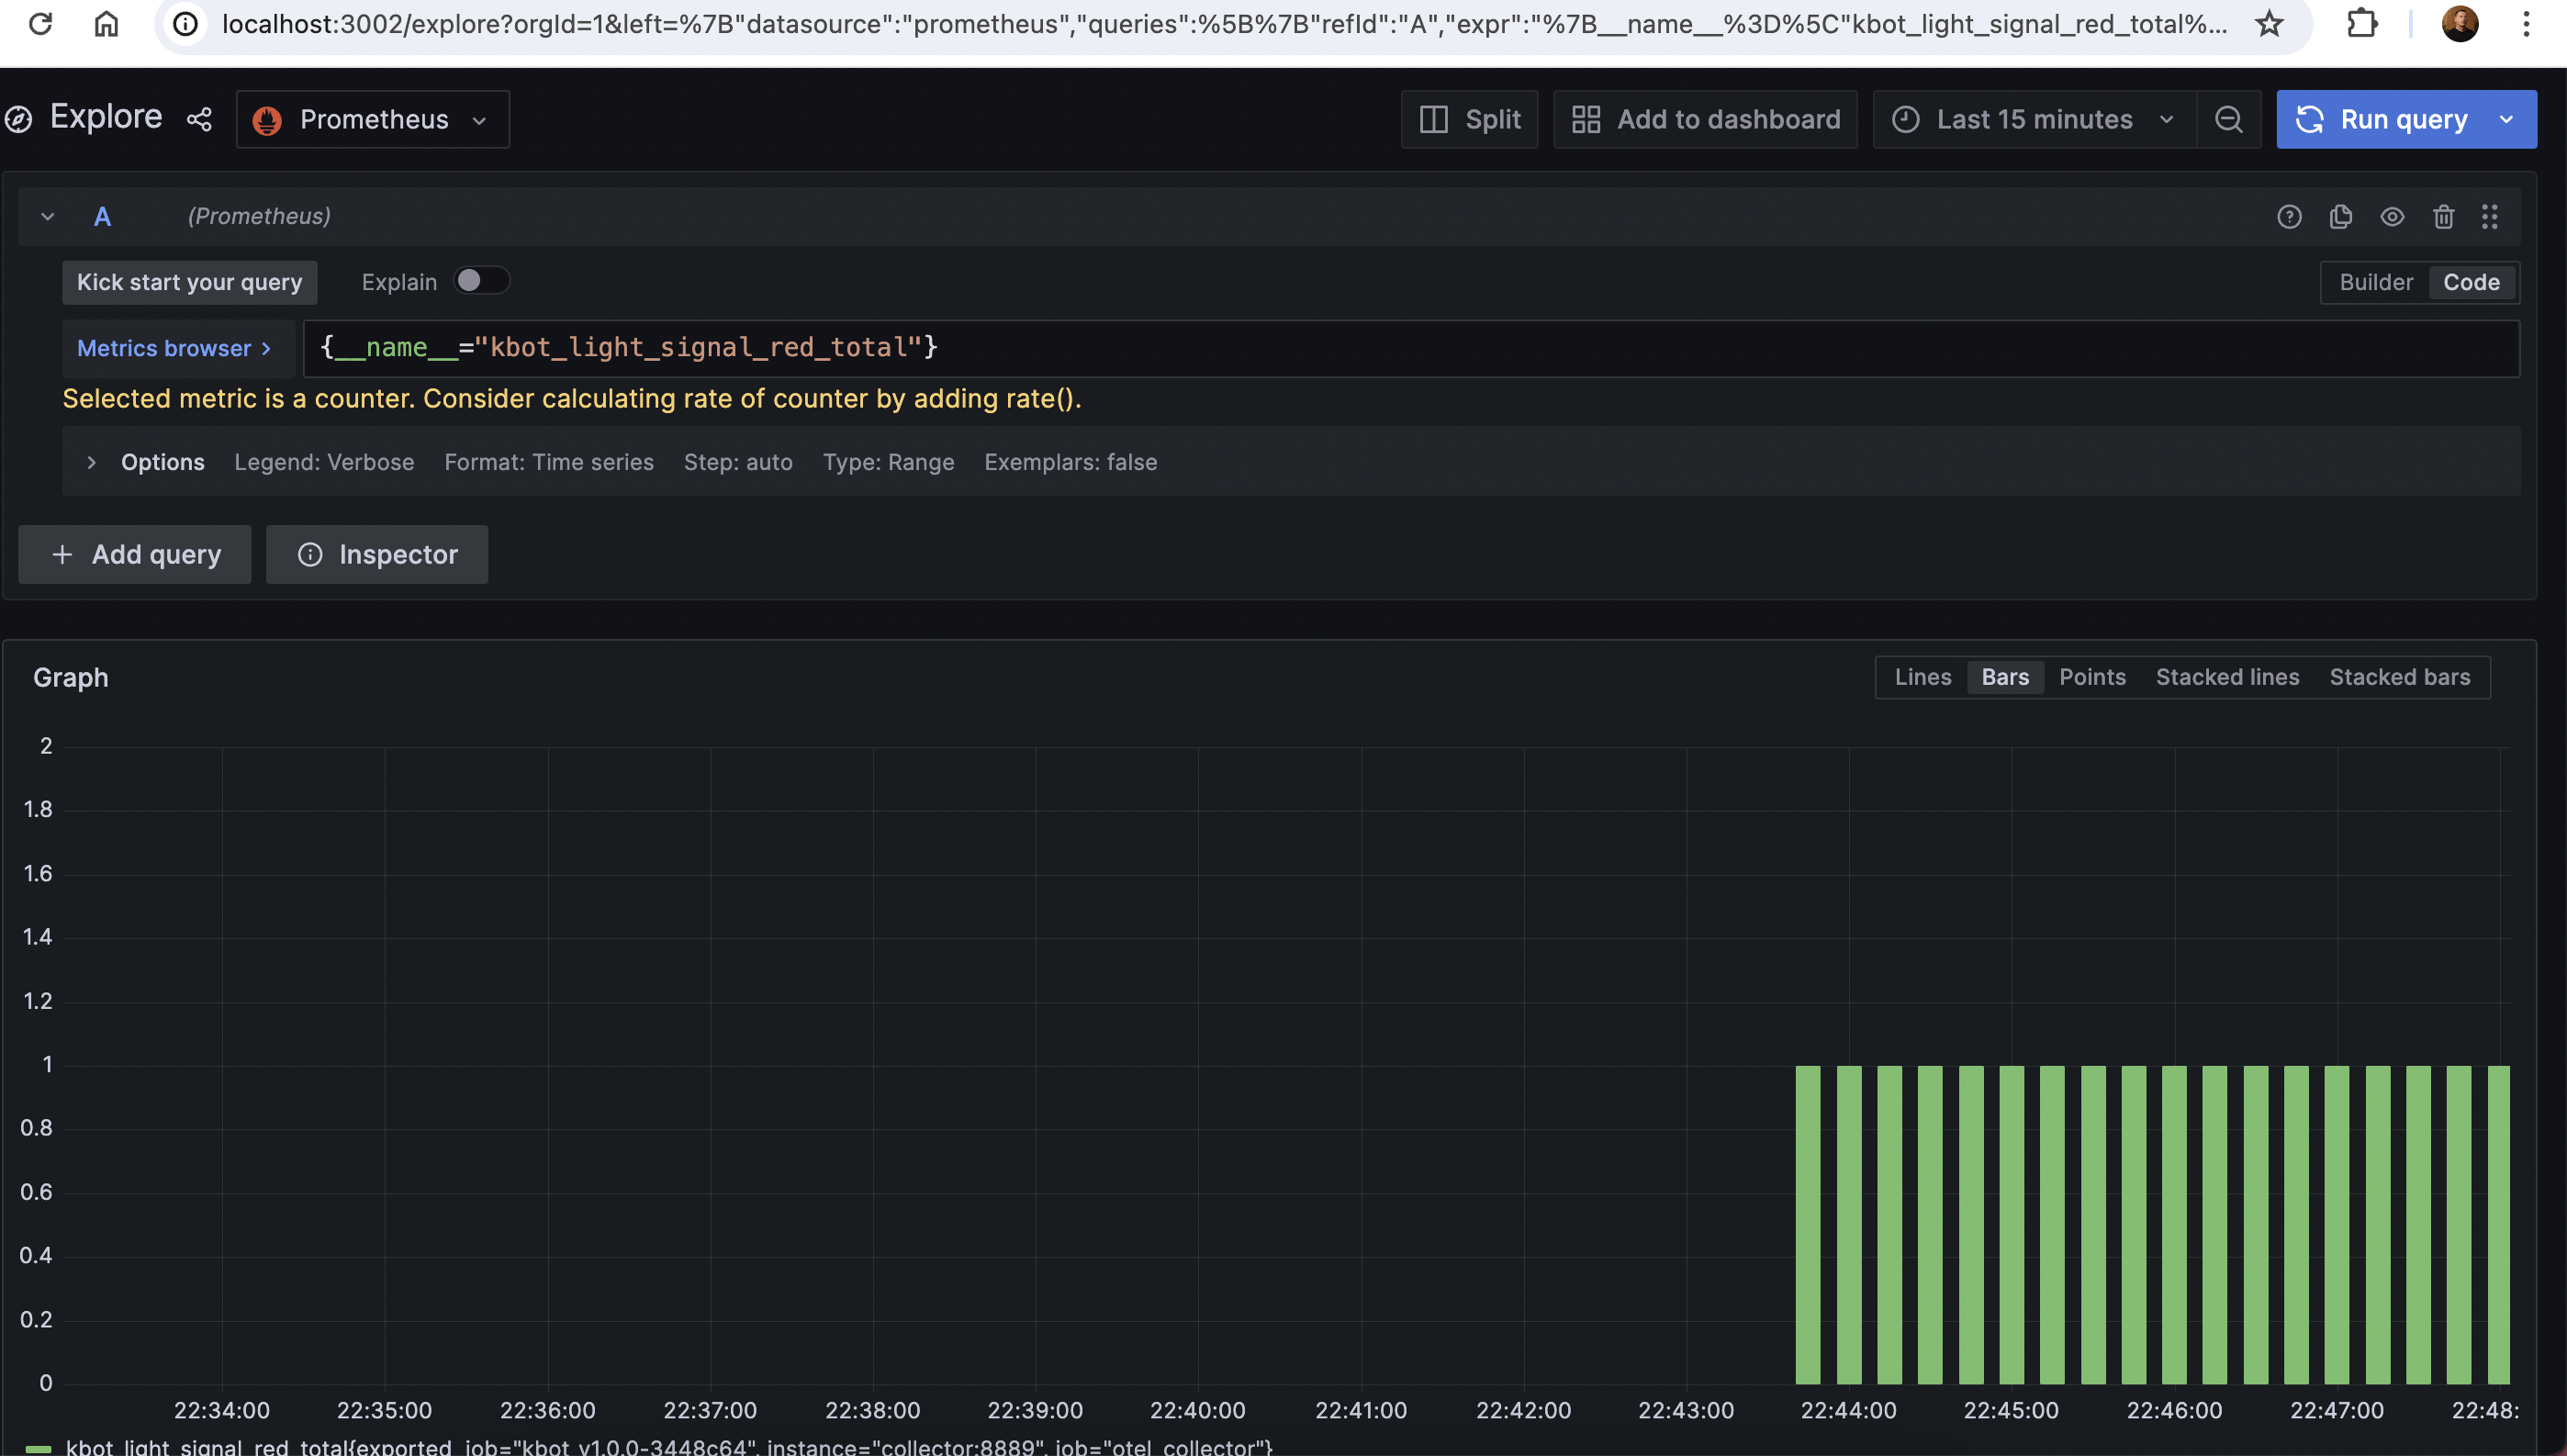 localhost:3002/explore?orgId=1&left=%7B"datasource":"prometheus","queries":%5B%7B"refId":"A","expr":"%7B__name__%3D%5C"kbot_light_signal_red_total%...
Explore Prometheus Split Add to dashboard Last 15 minutes Run query
A (Prometheus)
Kick start your query Explain Builder Code
Metrics browser > {__name__="kbot_light_signal_red_total"}
Selected metric is a counter. Consider calculating rate of counter by adding rate().
Options Legend: Verbose Format: Time series Step: auto Type: Range Exemplars: false
+ Add query Inspector
Graph Lines Bars Points Stacked lines Stacked bars
2
1.8
1.6
1.4
1.2
1
0.8
0.6
0.4
0.2
0
22:34:00 22:35:00 22:36:00 22:37:00 22:38:00 22:39:00 22:40:00 22:41:00 22:42:00 22:43:00 22:44:00 22:45:00 22:46:00 22:47:00 22:48:
kbot_light_signal_red_total{exported_job="kbot_v1.0.0-3448c64", instance="collector:8889", job="otel_collector"}